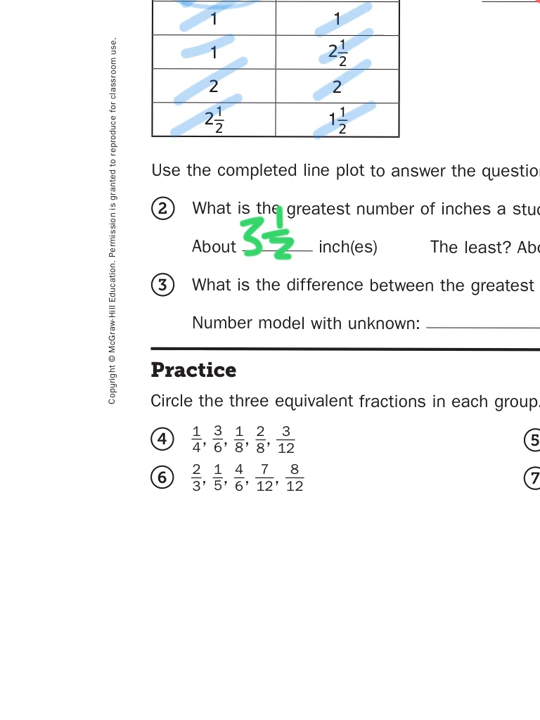 1 1
1 2 1/2
2 2
2 1/2 1 1/2
Use the completed line plot to answer the questio
② What is the greatest number of inches a stu
About 3 1/2 inch(es) The least? Abo
③ What is the difference between the greatest
Number model with unknown:
Practice
Circle the three equivalent fractions in each group.
④ 1/4, 3/6, 1/8, 2/8, 3/12 ⑤
⑥ 2/3, 1/5, 4/6, 7/12, 8/12 ⑦
Copyright © McGraw-Hill Education. Permission is granted to reproduce for classroom use.